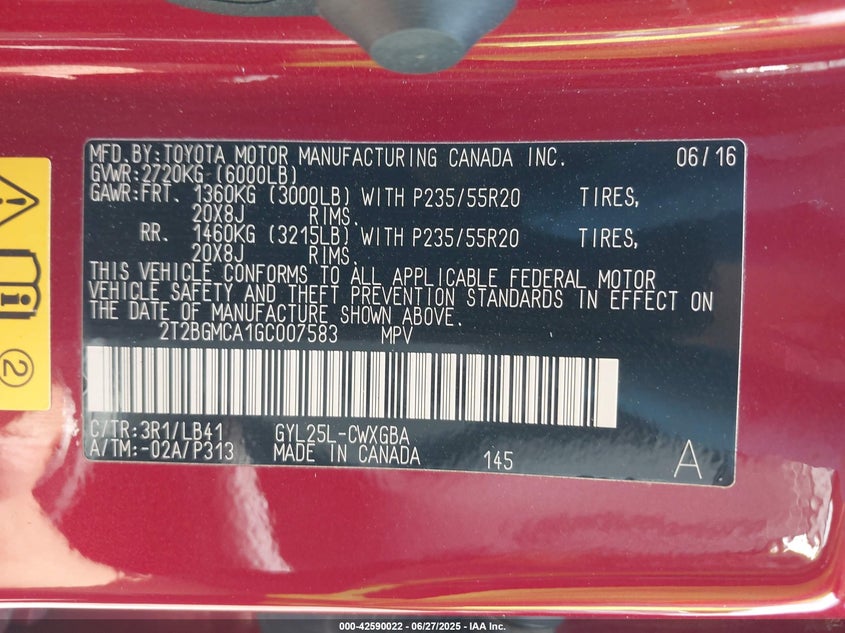 MFD.BY:TOYOTA MOTOR MANUFACTURING CANADA INC. 06/16
GVWR:2720KG (6000LB)
GAWR:FRT. 1360KG (3000LB) WITH P235/55R20 TIRES,
20X8J RIMS.
RR. 1460KG (3215LB) WITH P235/55R20 TIRES,
20X8J RIMS.
THIS VEHICLE CONFORMS TO ALL APPLICABLE FEDERAL MOTOR
VEHICLE SAFETY AND THEFT PREVENTION STANDARDS IN EFFECT ON
THE DATE OF MANUFACTURE SHOWN ABOVE.
2T2BGMCA1GC007583 MPV
C/TR:3R1/LB41 GYL25L-CWXGBA
A/TM:-02A/P313 MADE IN CANADA 145 A
2
000-42590022 - 06/27/2025 - IAA Inc.